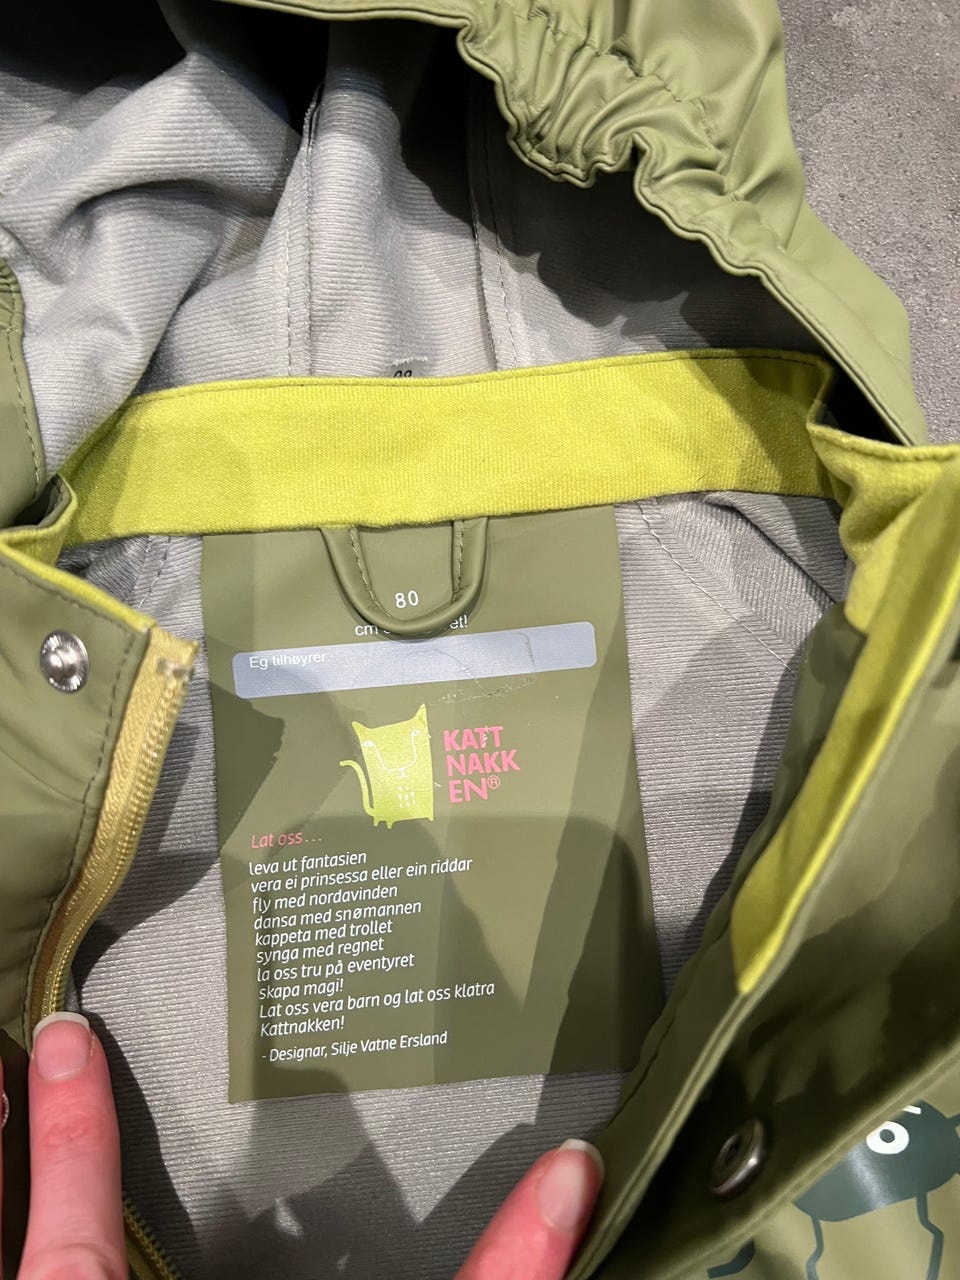 80
cm et!
Eg tilhøyrer:
KATT
NAKK
EN®
Lat oss...
leva ut fantasien
vera ei prinsessa eller ein riddar
fly med nordavinden
dansa med snømannen
kappeta med trollet
synga med regnet
la oss tru på eventyret
skapa magi!
Lat oss vera barn og lat oss klatra
Kattnakken!
- Designar, Silje Vatne Ersland